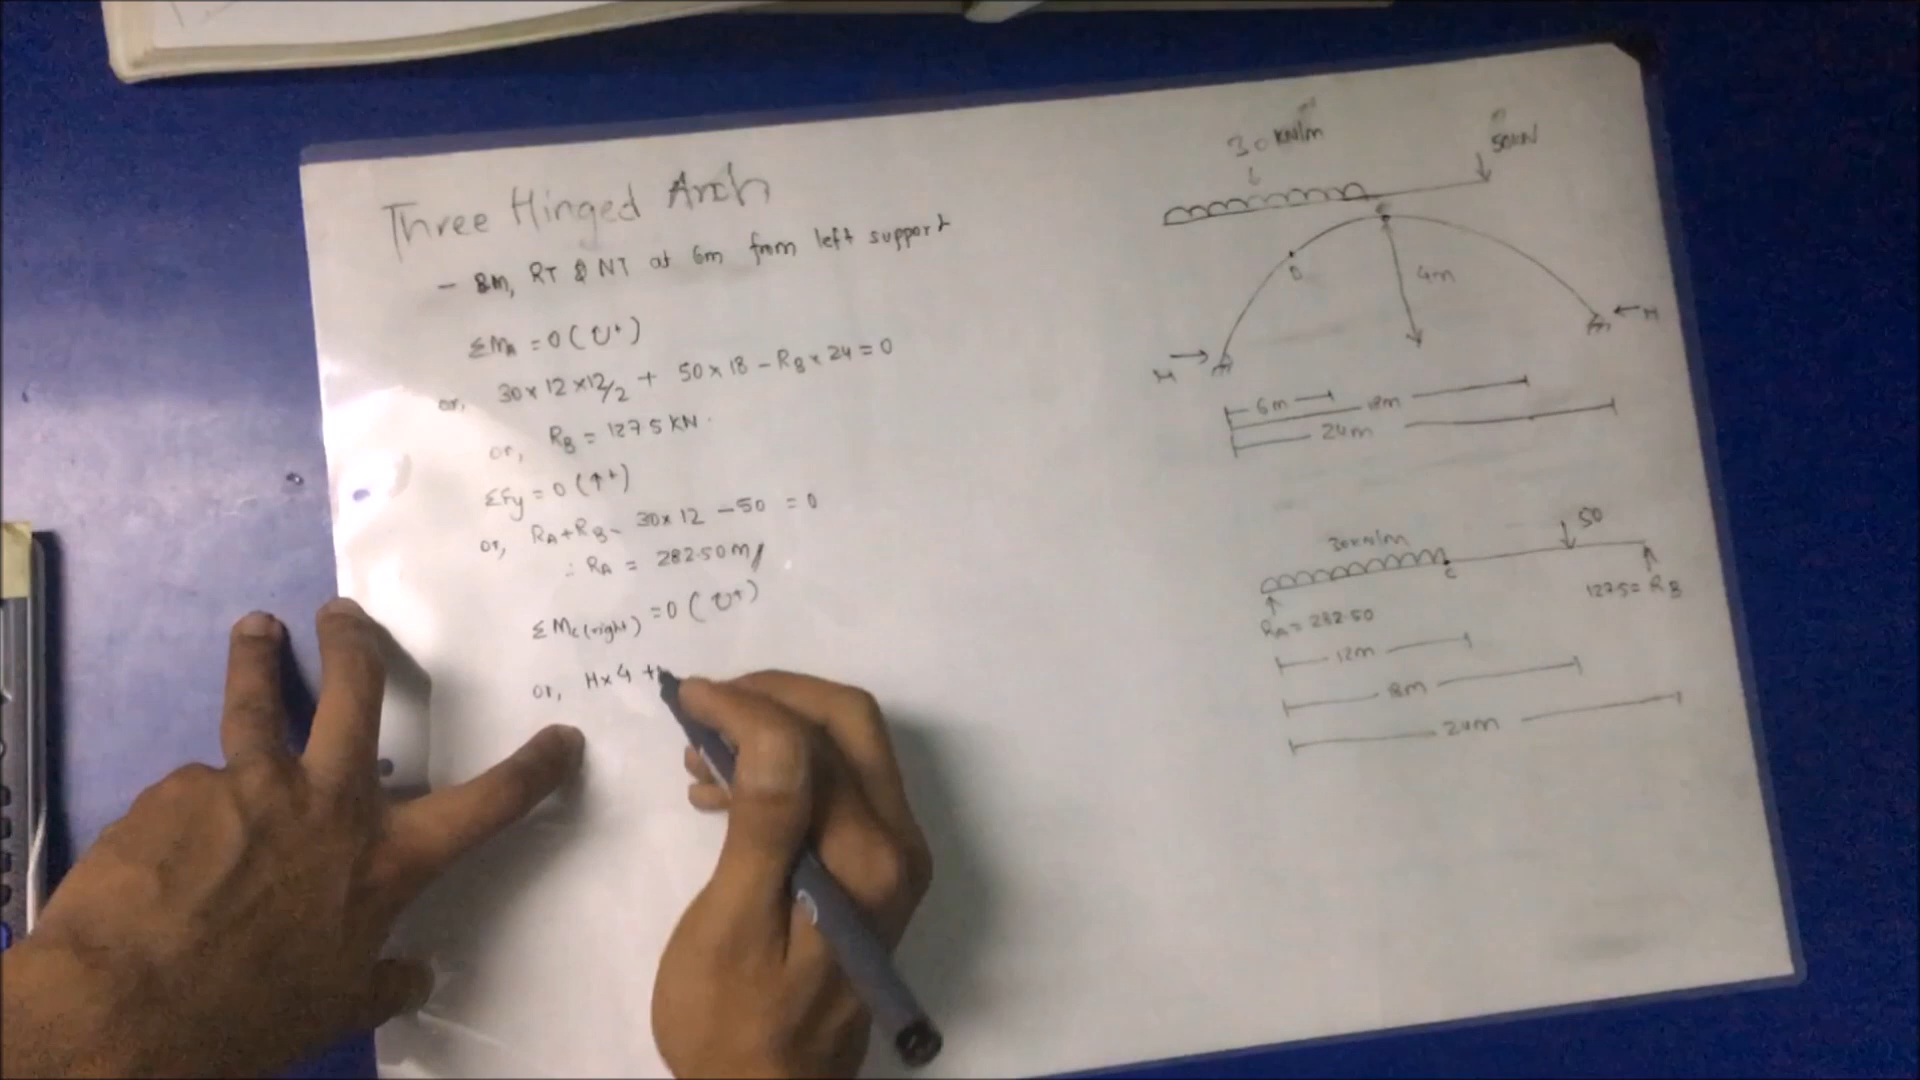 Three Hinged Arch
- BM, RT & NT at 6m from left support
ΣMA = 0 (↻+)
or, 30 x 12 x 12/2 + 50 x 18 - RB x 24 = 0
or, RB = 127.5 KN.
ΣFy = 0 (↑+)
or, RA + RB - 30 x 12 - 50 = 0
∴ RA = 282.50 m//
ΣMc(right) = 0 (↻+)
or, H x 4 +
30 KN/m
50KN
C
D
4m
H
H
6m
18m
24m
30KN/m
50
C
127.5 = RB
RA = 282.50
12m
18m
24m